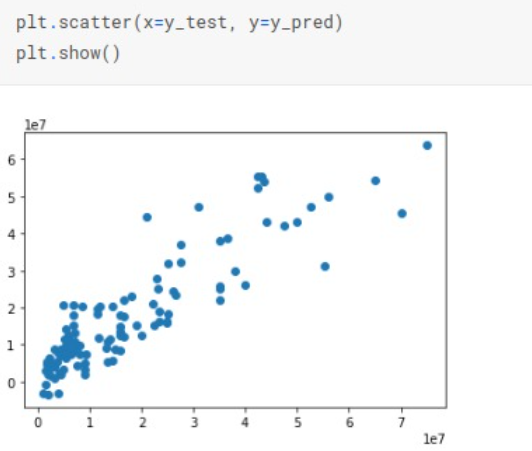 plt.scatter(x=y_test, y=y_pred)
plt.show()
1e7
6
5
4
3
2
1
0
0 1 2 3 4 5 6 7
1e7